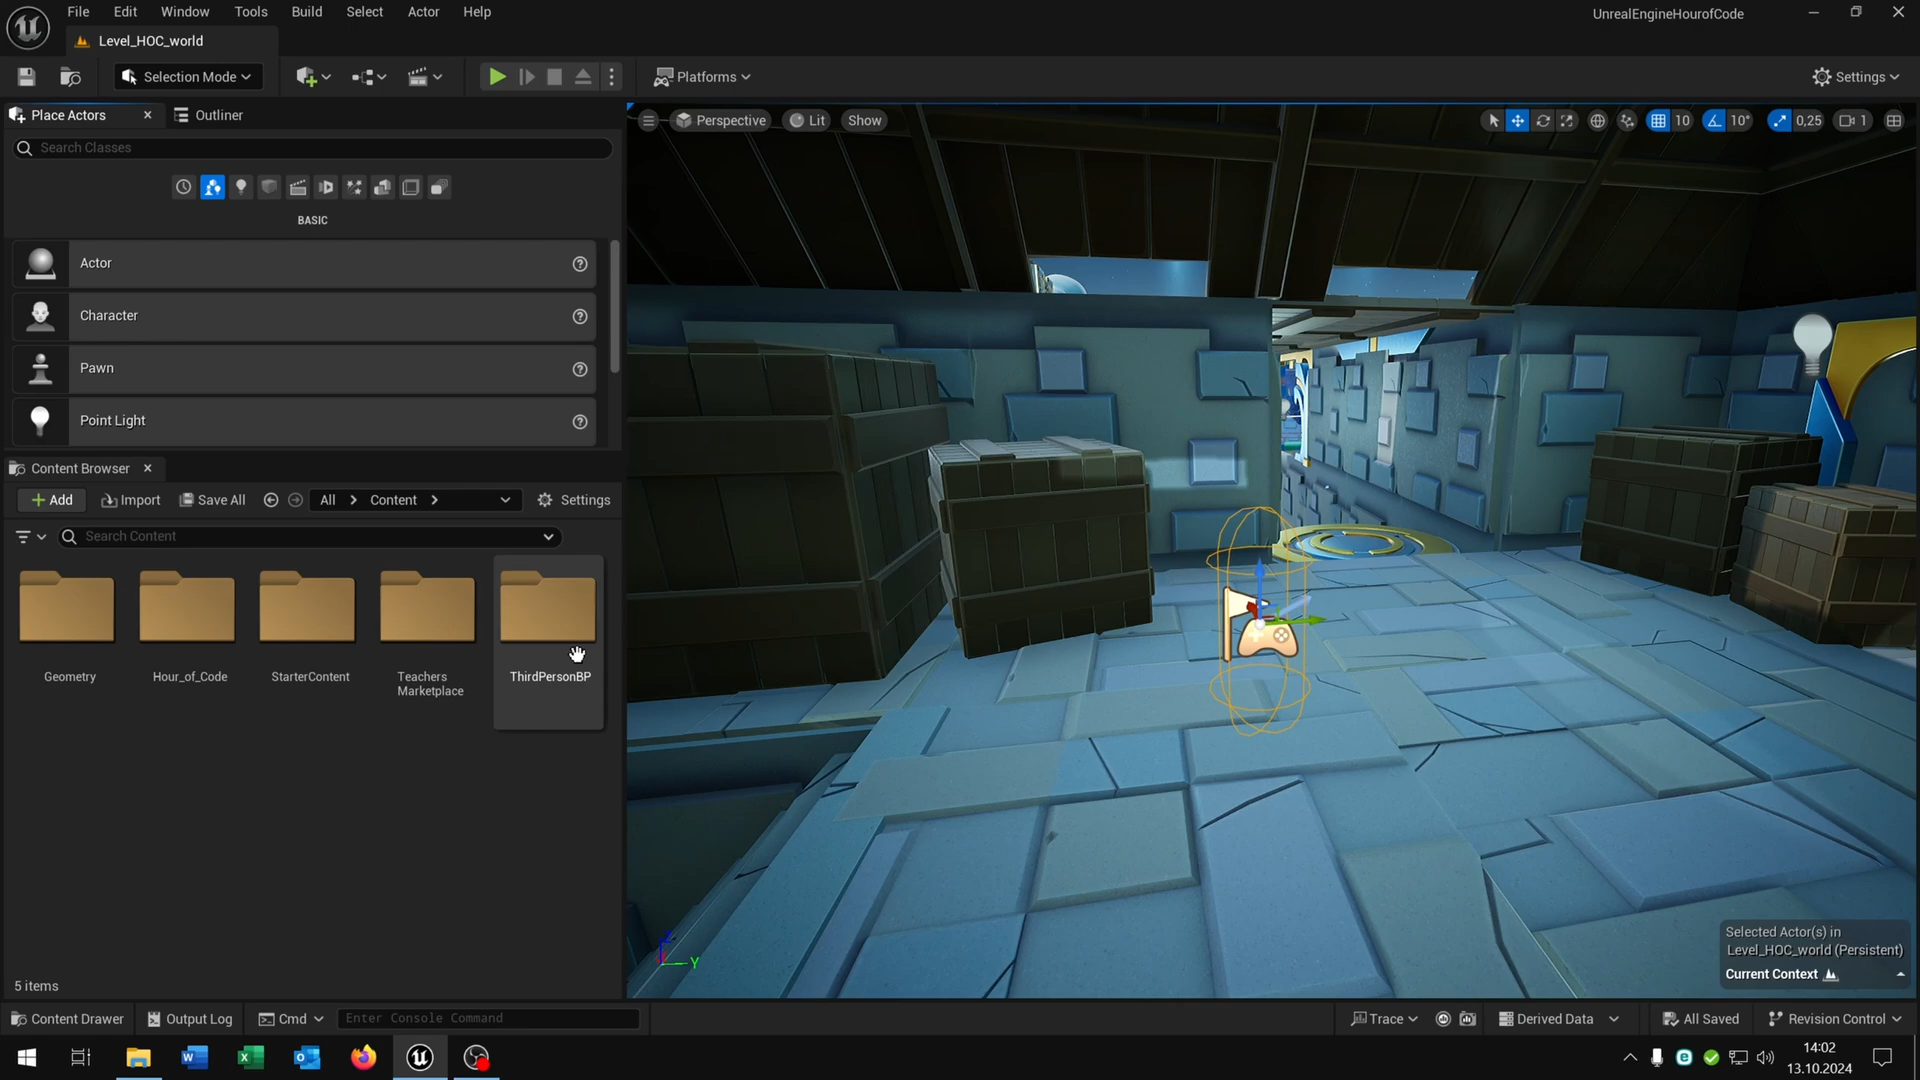 File Edit Window Tools Build Select Actor Help UnrealEngineHourofCode
Level_HOC_world
Selection Mode Platforms Settings
Place Actors Outliner
Perspective Lit Show 10 10° 0,25 1
Search Classes
BASIC
Actor
Character
Pawn
Point Light
Content Browser
Add Import Save All All Content Settings
Search Content
Geometry Hour_of_Code StarterContent Teachers ThirdPersonBP
Marketplace
Y
Selected Actor(s) in
Level_HOC_world (Persistent)
Current Context
5 items
Content Drawer Output Log Cmd Enter Console Command Trace Derived Data All Saved Revision Control
14:02
13.10.2024